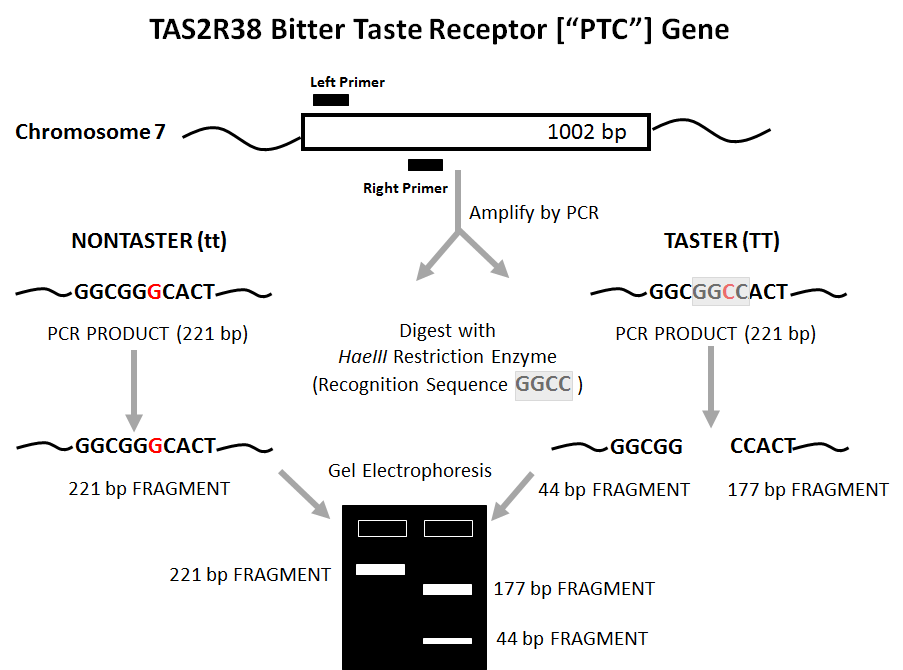 TAS2R38 Bitter Taste Receptor [“PTC”] Gene
Left Primer
Chromosome 7
1002 bp
Right Primer
Amplify by PCR
NONTASTER (tt)
TASTER (TT)
GGCGGGCACT
GGCGGCCACT
PCR PRODUCT (221 bp)
PCR PRODUCT (221 bp)
Digest with
HaeIII Restriction Enzyme
(Recognition Sequence GGCC )
GGCGGGCACT
GGCGG
CCACT
221 bp FRAGMENT
44 bp FRAGMENT
177 bp FRAGMENT
Gel Electrophoresis
221 bp FRAGMENT
177 bp FRAGMENT
44 bp FRAGMENT